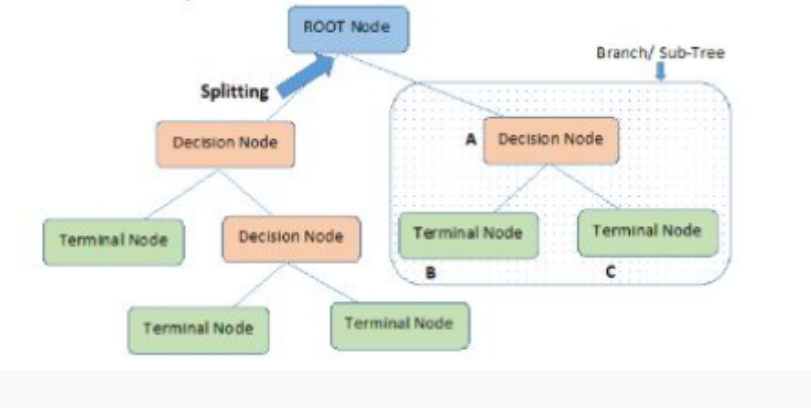 ROOT Node
Branch/ Sub-Tree
Splitting
Decision Node
A
Decision Node
Terminal Node
Decision Node
Terminal Node
Terminal Node
B
C
Terminal Node
Terminal Node